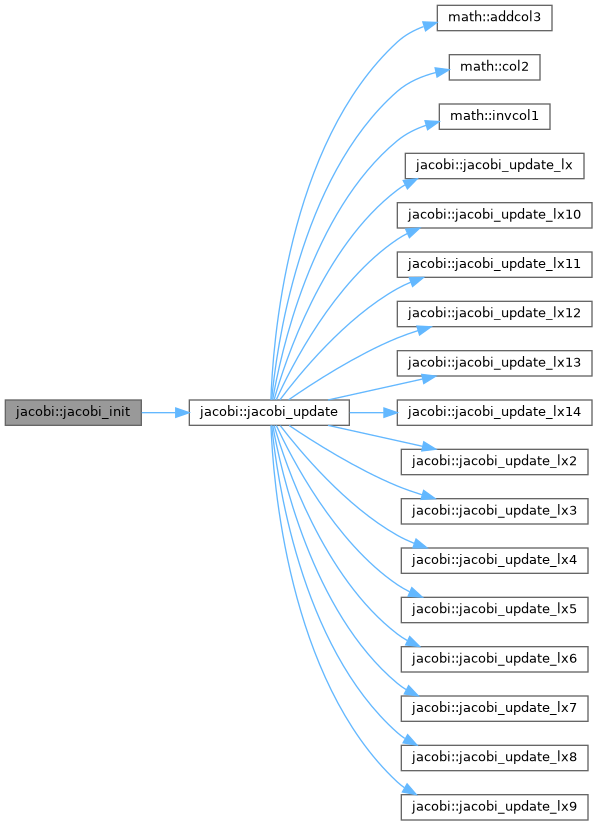 math::addcol3
math::col2
math::invcol1
jacobi::jacobi_update_lx
jacobi::jacobi_update_lx10
jacobi::jacobi_update_lx11
jacobi::jacobi_update_lx12
jacobi::jacobi_update_lx13
jacobi::jacobi_init
jacobi::jacobi_update
jacobi::jacobi_update_lx14
jacobi::jacobi_update_lx2
jacobi::jacobi_update_lx3
jacobi::jacobi_update_lx4
jacobi::jacobi_update_lx5
jacobi::jacobi_update_lx6
jacobi::jacobi_update_lx7
jacobi::jacobi_update_lx8
jacobi::jacobi_update_lx9